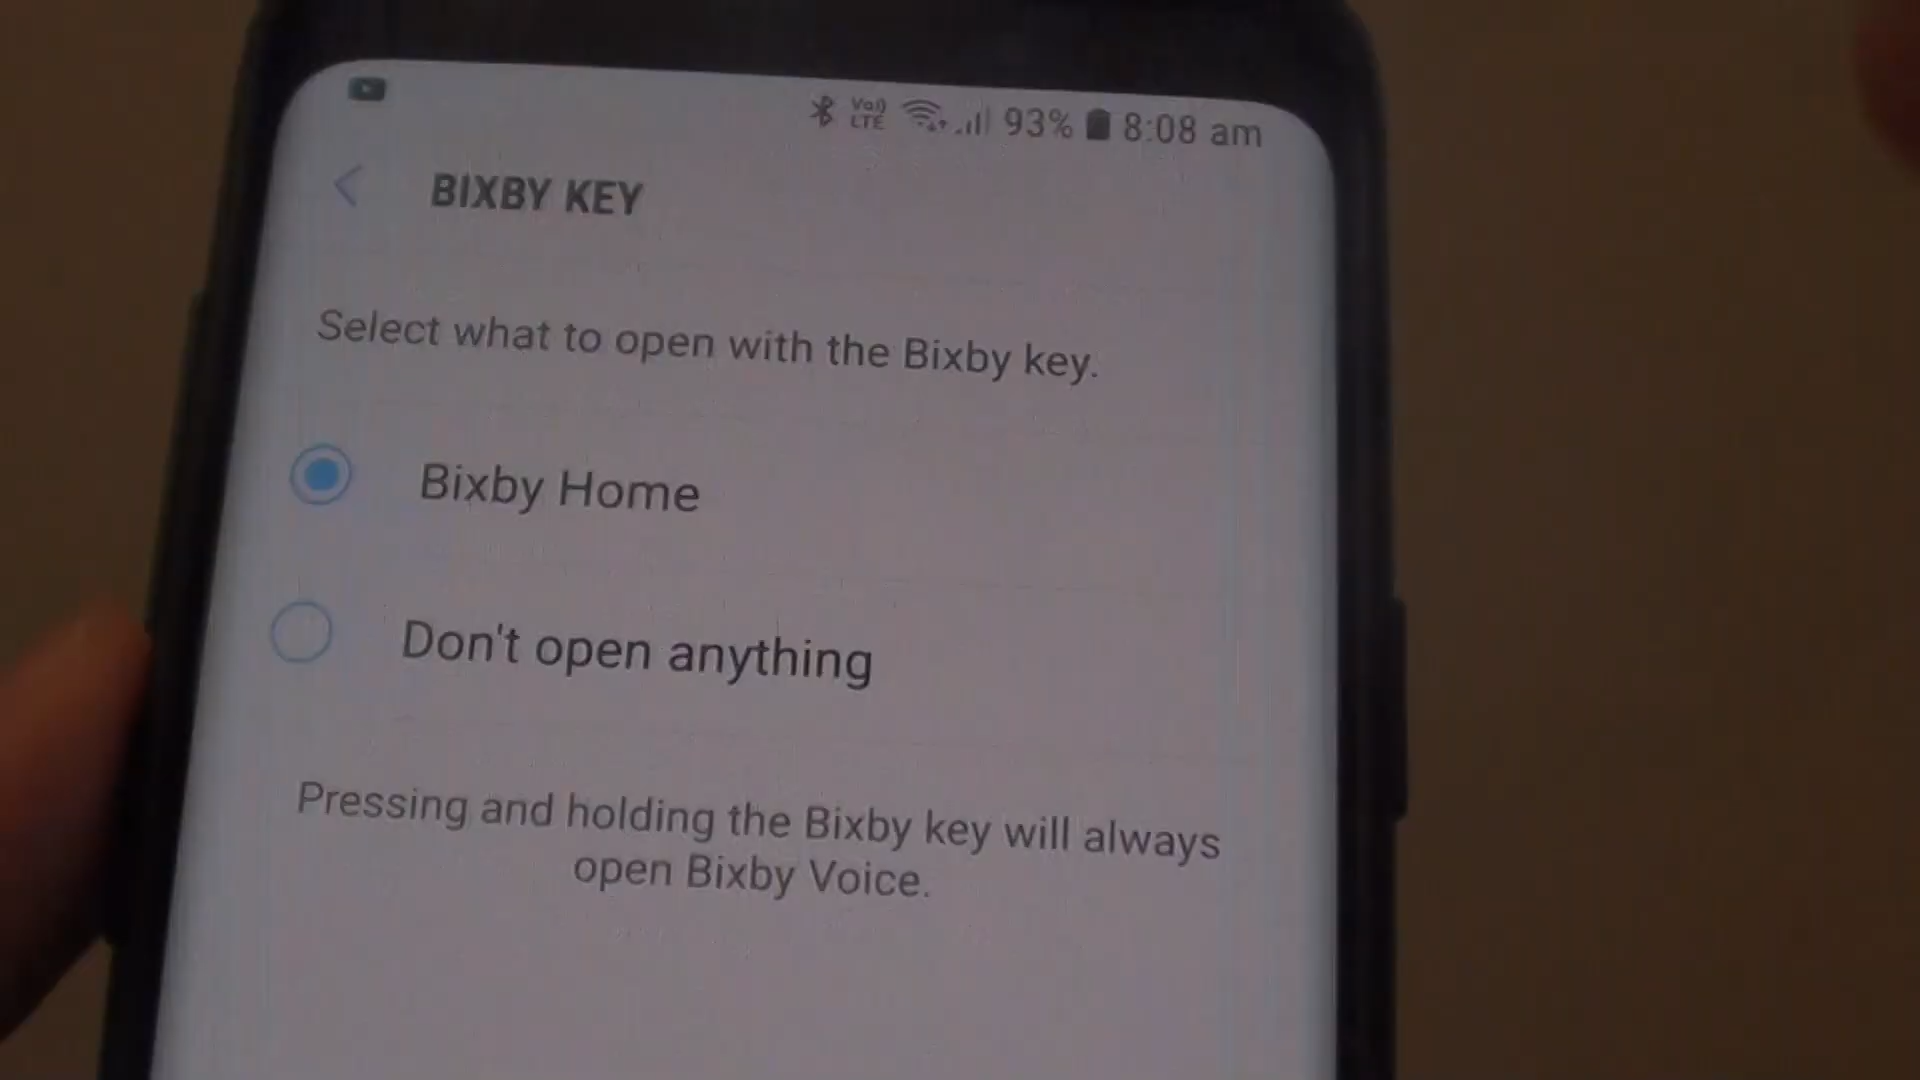 VoLTE 93% 8:08 am
BIXBY KEY
Select what to open with the Bixby key.
Bixby Home
Don't open anything
Pressing and holding the Bixby key will always
open Bixby Voice.